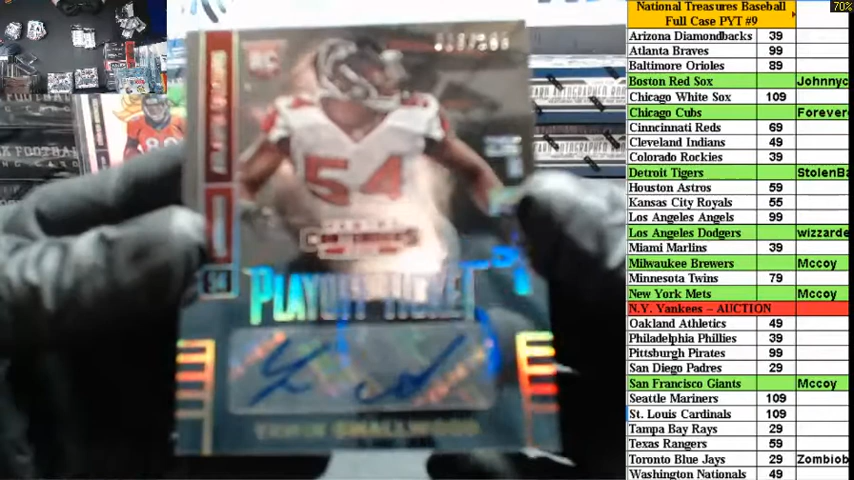 70%
National Treasures Baseball
Full Case PYT #9
Arizona Diamondbacks 39
Atlanta Braves 99
Baltimore Orioles 89
Boston Red Sox Johnnyc
Chicago White Sox 109
Chicago Cubs Forever
Cinncinati Reds 69
Cleveland Indians 49
Colorado Rockies 39
Detroit Tigers StolenBa
Houston Astros 59
Kansas City Royals 55
Los Angeles Angels 99
Los Angeles Dodgers wizzarde
Miami Marlins 39
Milwaukee Brewers Mccoy
Minnesota Twins 79
New York Mets Mccoy
N.Y. Yankees – AUCTION
Oakland Athletics 49
Philadelphia Phillies 39
Pittsburgh Pirates 99
San Diego Padres 29
San Francisco Giants Mccoy
Seattle Mariners 109
St. Louis Cardinals 109
Tampa Bay Rays 29
Texas Rangers 59
Toronto Blue Jays 29 Zombiob
Washington Nationals 49
RC
54
54
PLAYOFF TICKET
SMALLWOOD